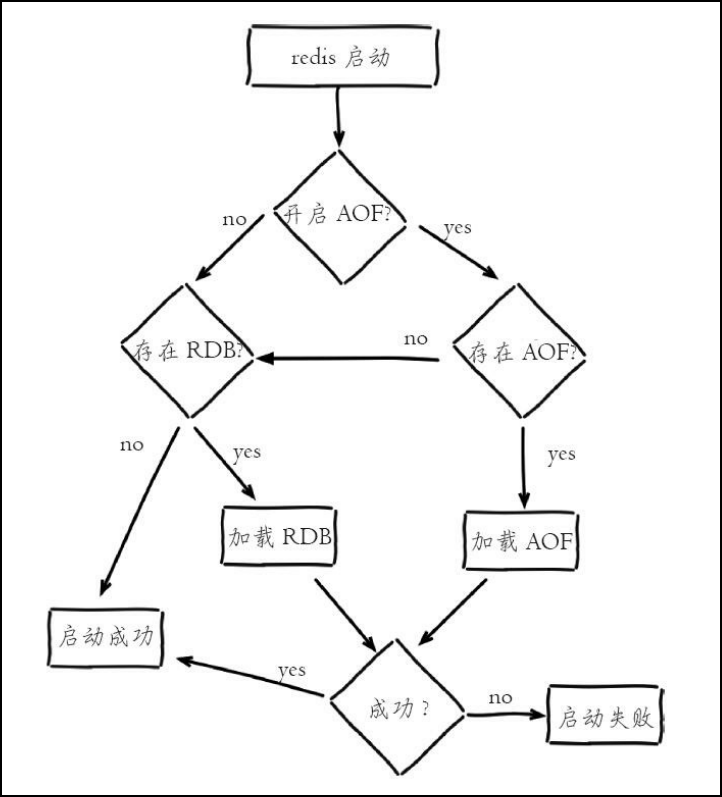 redis 启动
开启 AOF?
no
yes
存在 RDB?
no
存在 AOF?
no
yes
yes
加载 RDB
加载 AOF
启动成功
yes
成功?
no
启动失败